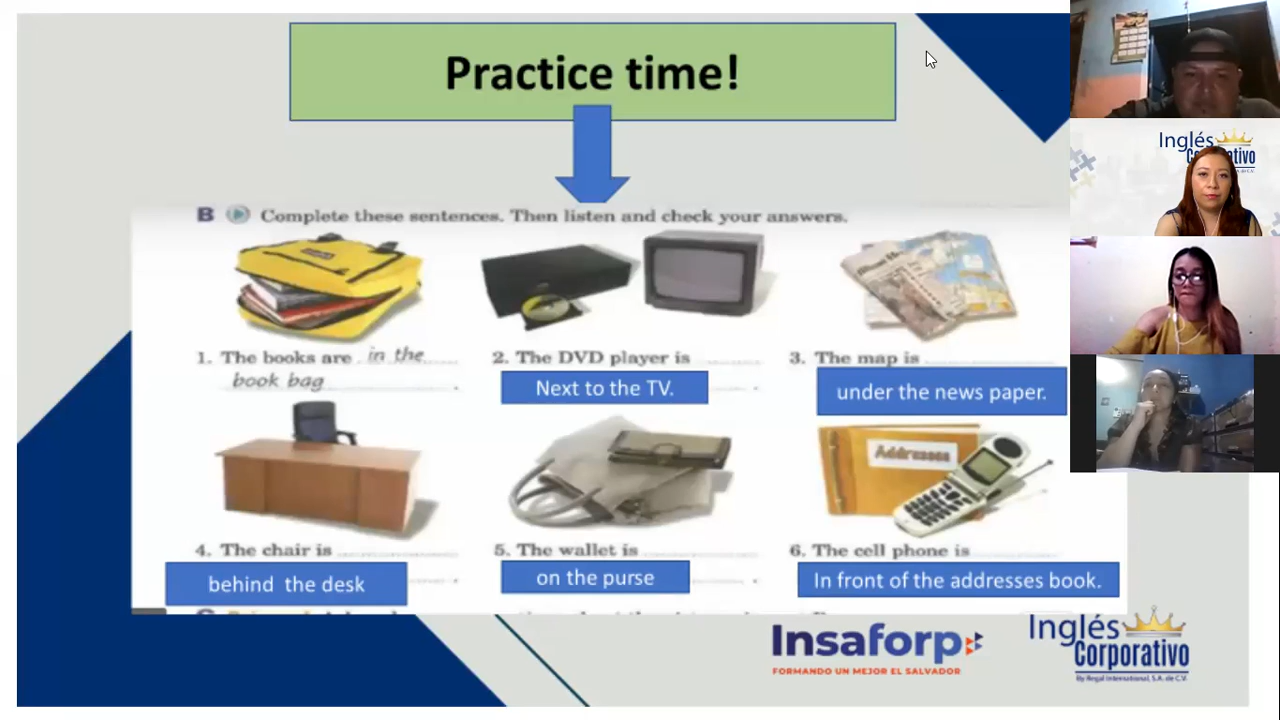 Practice time!
B Complete these sentences. Then listen and check your answers.
1. The books are in the
book bag .
2. The DVD player is
Next to the TV.
3. The map is
under the news paper.
Addresses
4. The chair is
behind the desk
5. The wallet is
on the purse
6. The cell phone is
In front of the addresses book.
Insaforp
FORMANDO UN MEJOR EL SALVADOR
Inglés
Corporativo
By Regal International, S.A. de C.V.
Inglés